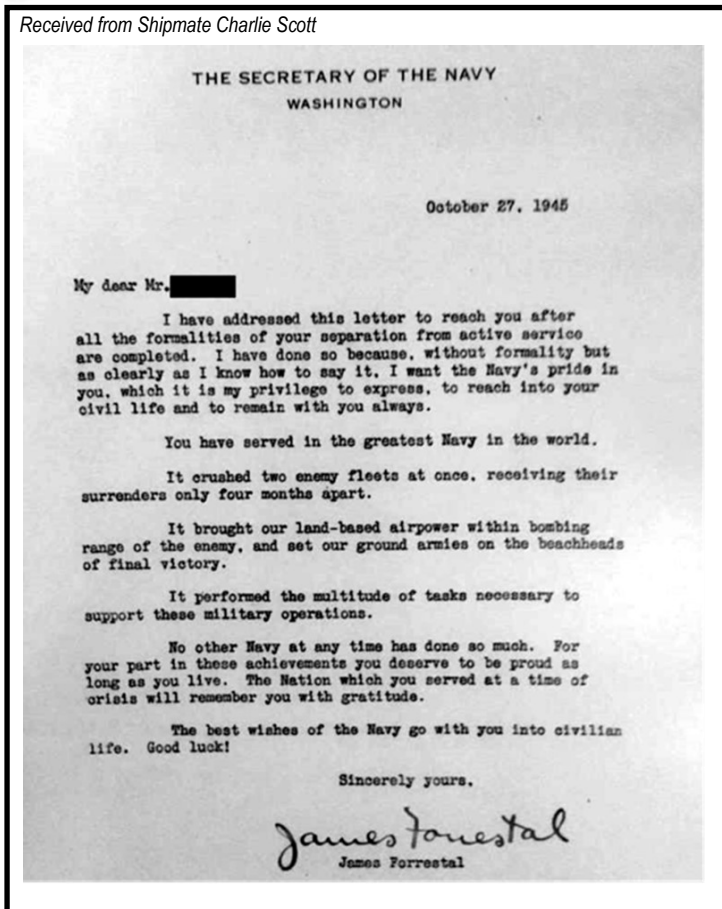 Received from Shipmate Charlie Scott
THE SECRETARY OF THE NAVY
WASHINGTON
October 27, 1945
My dear Mr.
I have addressed this letter to reach you after
all the formalities of your separation from active service
are completed. I have done so because, without formality but
as clearly as I know how to say it, I want the Navy's pride in
you, which it is my privilege to express, to reach into your
civil life and to remain with you always.
You have served in the greatest Navy in the world.
It crushed two enemy fleets at once, receiving their
surrenders only four months apart.
It brought our land-based airpower within bombing
range of the enemy, and set our ground armies on the beachheads
of final victory.
It performed the multitude of tasks necessary to
support these military operations.
No other Navy at any time has done so much. For
your part in these achievements you deserve to be proud as
long as you live. The Nation which you served at a time of
crisis will remember you with gratitude.
The best wishes of the Navy go with you into civilian
life. Good luck!
Sincerely yours,
James Forrestal
James Forrestal